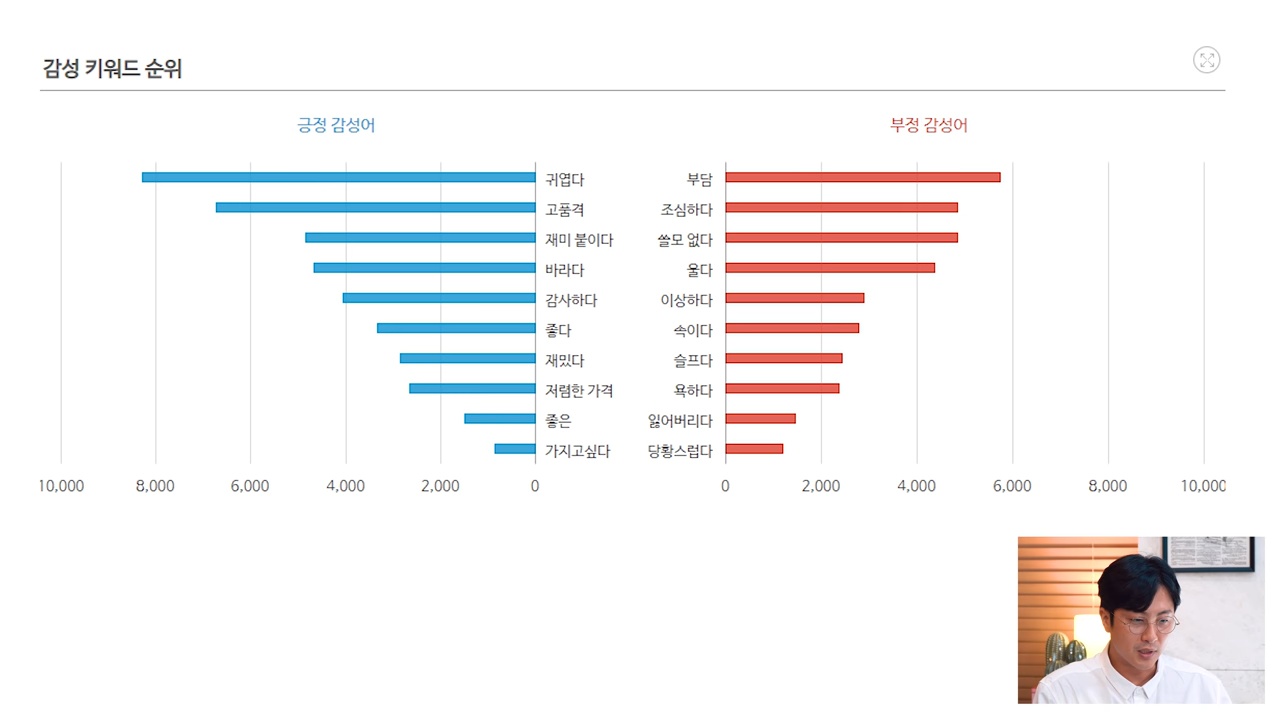 감성 키워드 순위
긍정 감성어
부정 감성어
귀엽다
고품격
재미 붙이다
바라다
감사하다
좋다
재밌다
저렴한 가격
좋은
가지고싶다
10,000 8,000 6,000 4,000 2,000 0
부담
조심하다
쓸모 없다
울다
이상하다
속이다
슬프다
욕하다
잃어버리다
당황스럽다
0 2,000 4,000 6,000 8,000 10,000